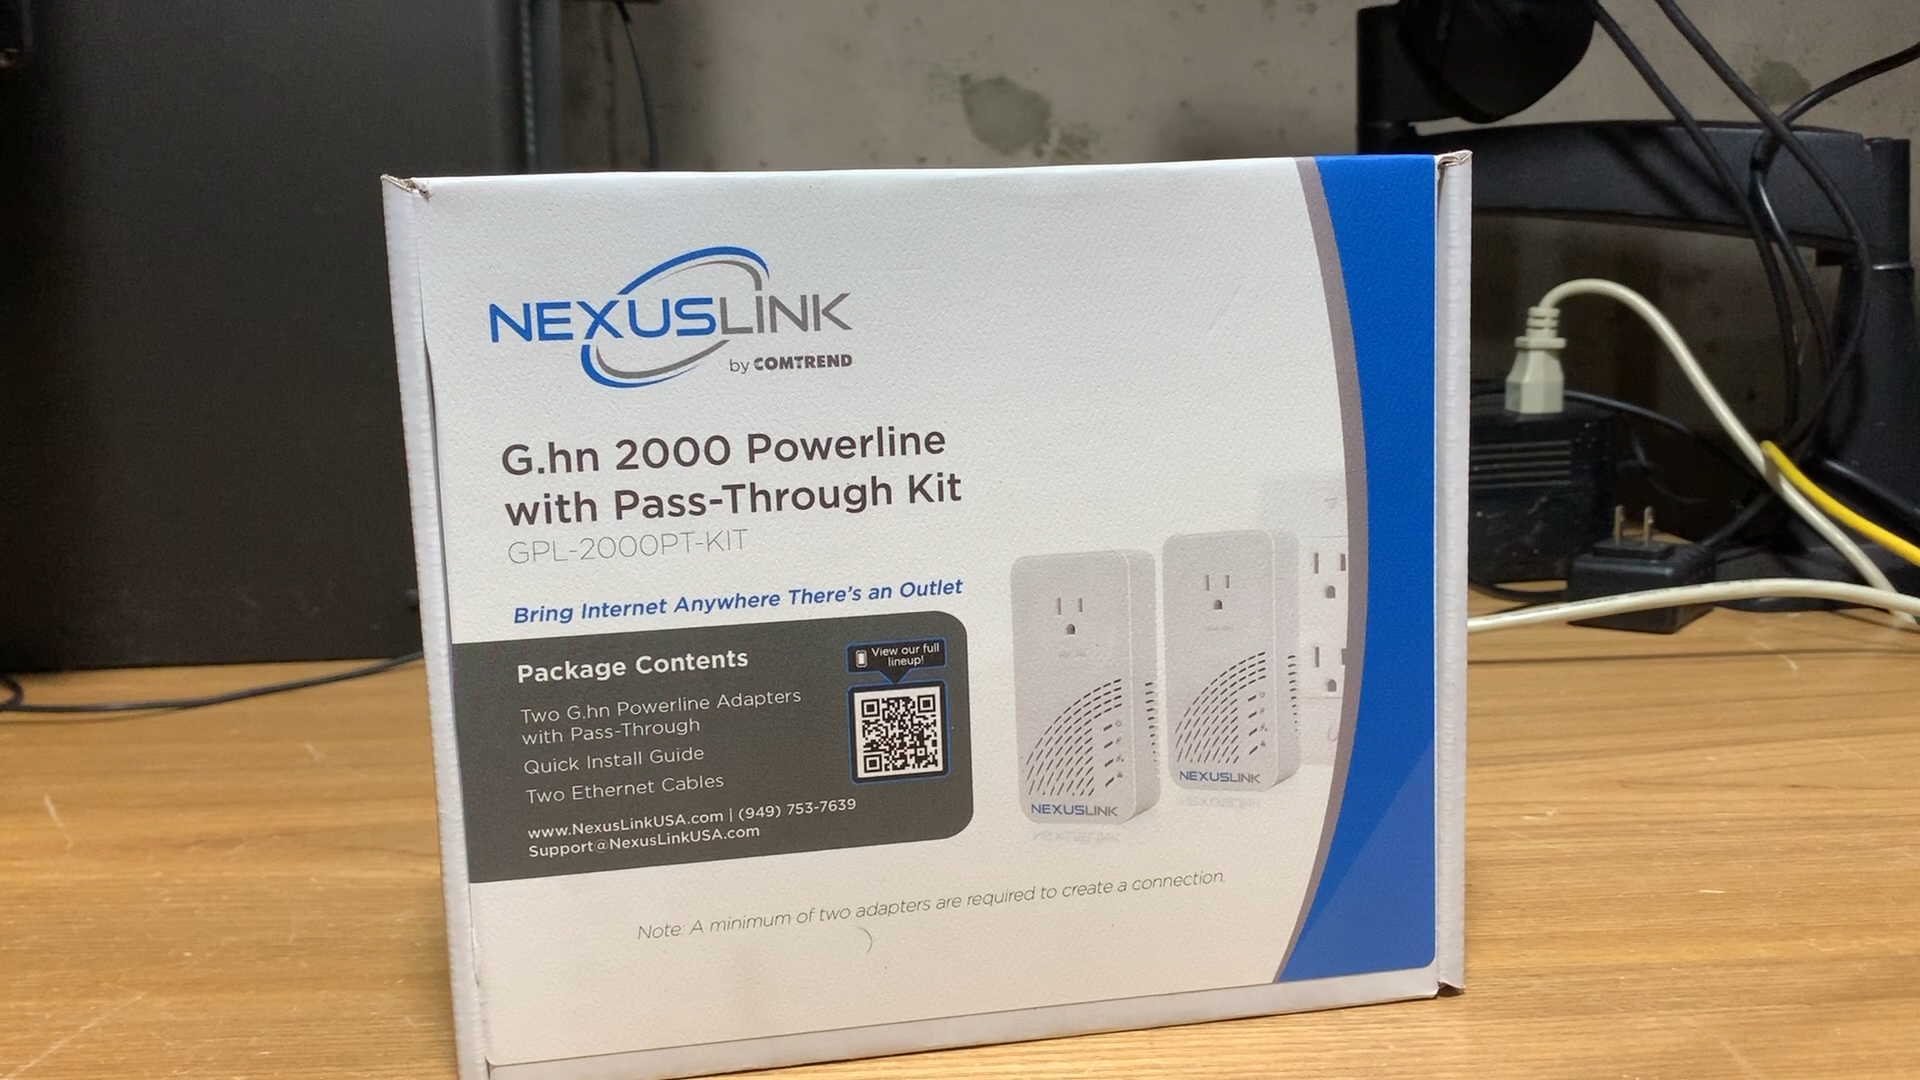 NEXUSLINK
by COMTREND
G.hn 2000 Powerline
with Pass-Through Kit
GPL-2000PT-KIT
Bring Internet Anywhere There's an Outlet
Package Contents
View our full
lineup!
Two G.hn Powerline Adapters
with Pass-Through
Quick Install Guide
Two Ethernet Cables
www.NexusLinkUSA.com | (949) 753-7639
Support@NexusLinkUSA.com
NEXUSLINK
NEXUSLINK
Note: A minimum of two adapters are required to create a connection.